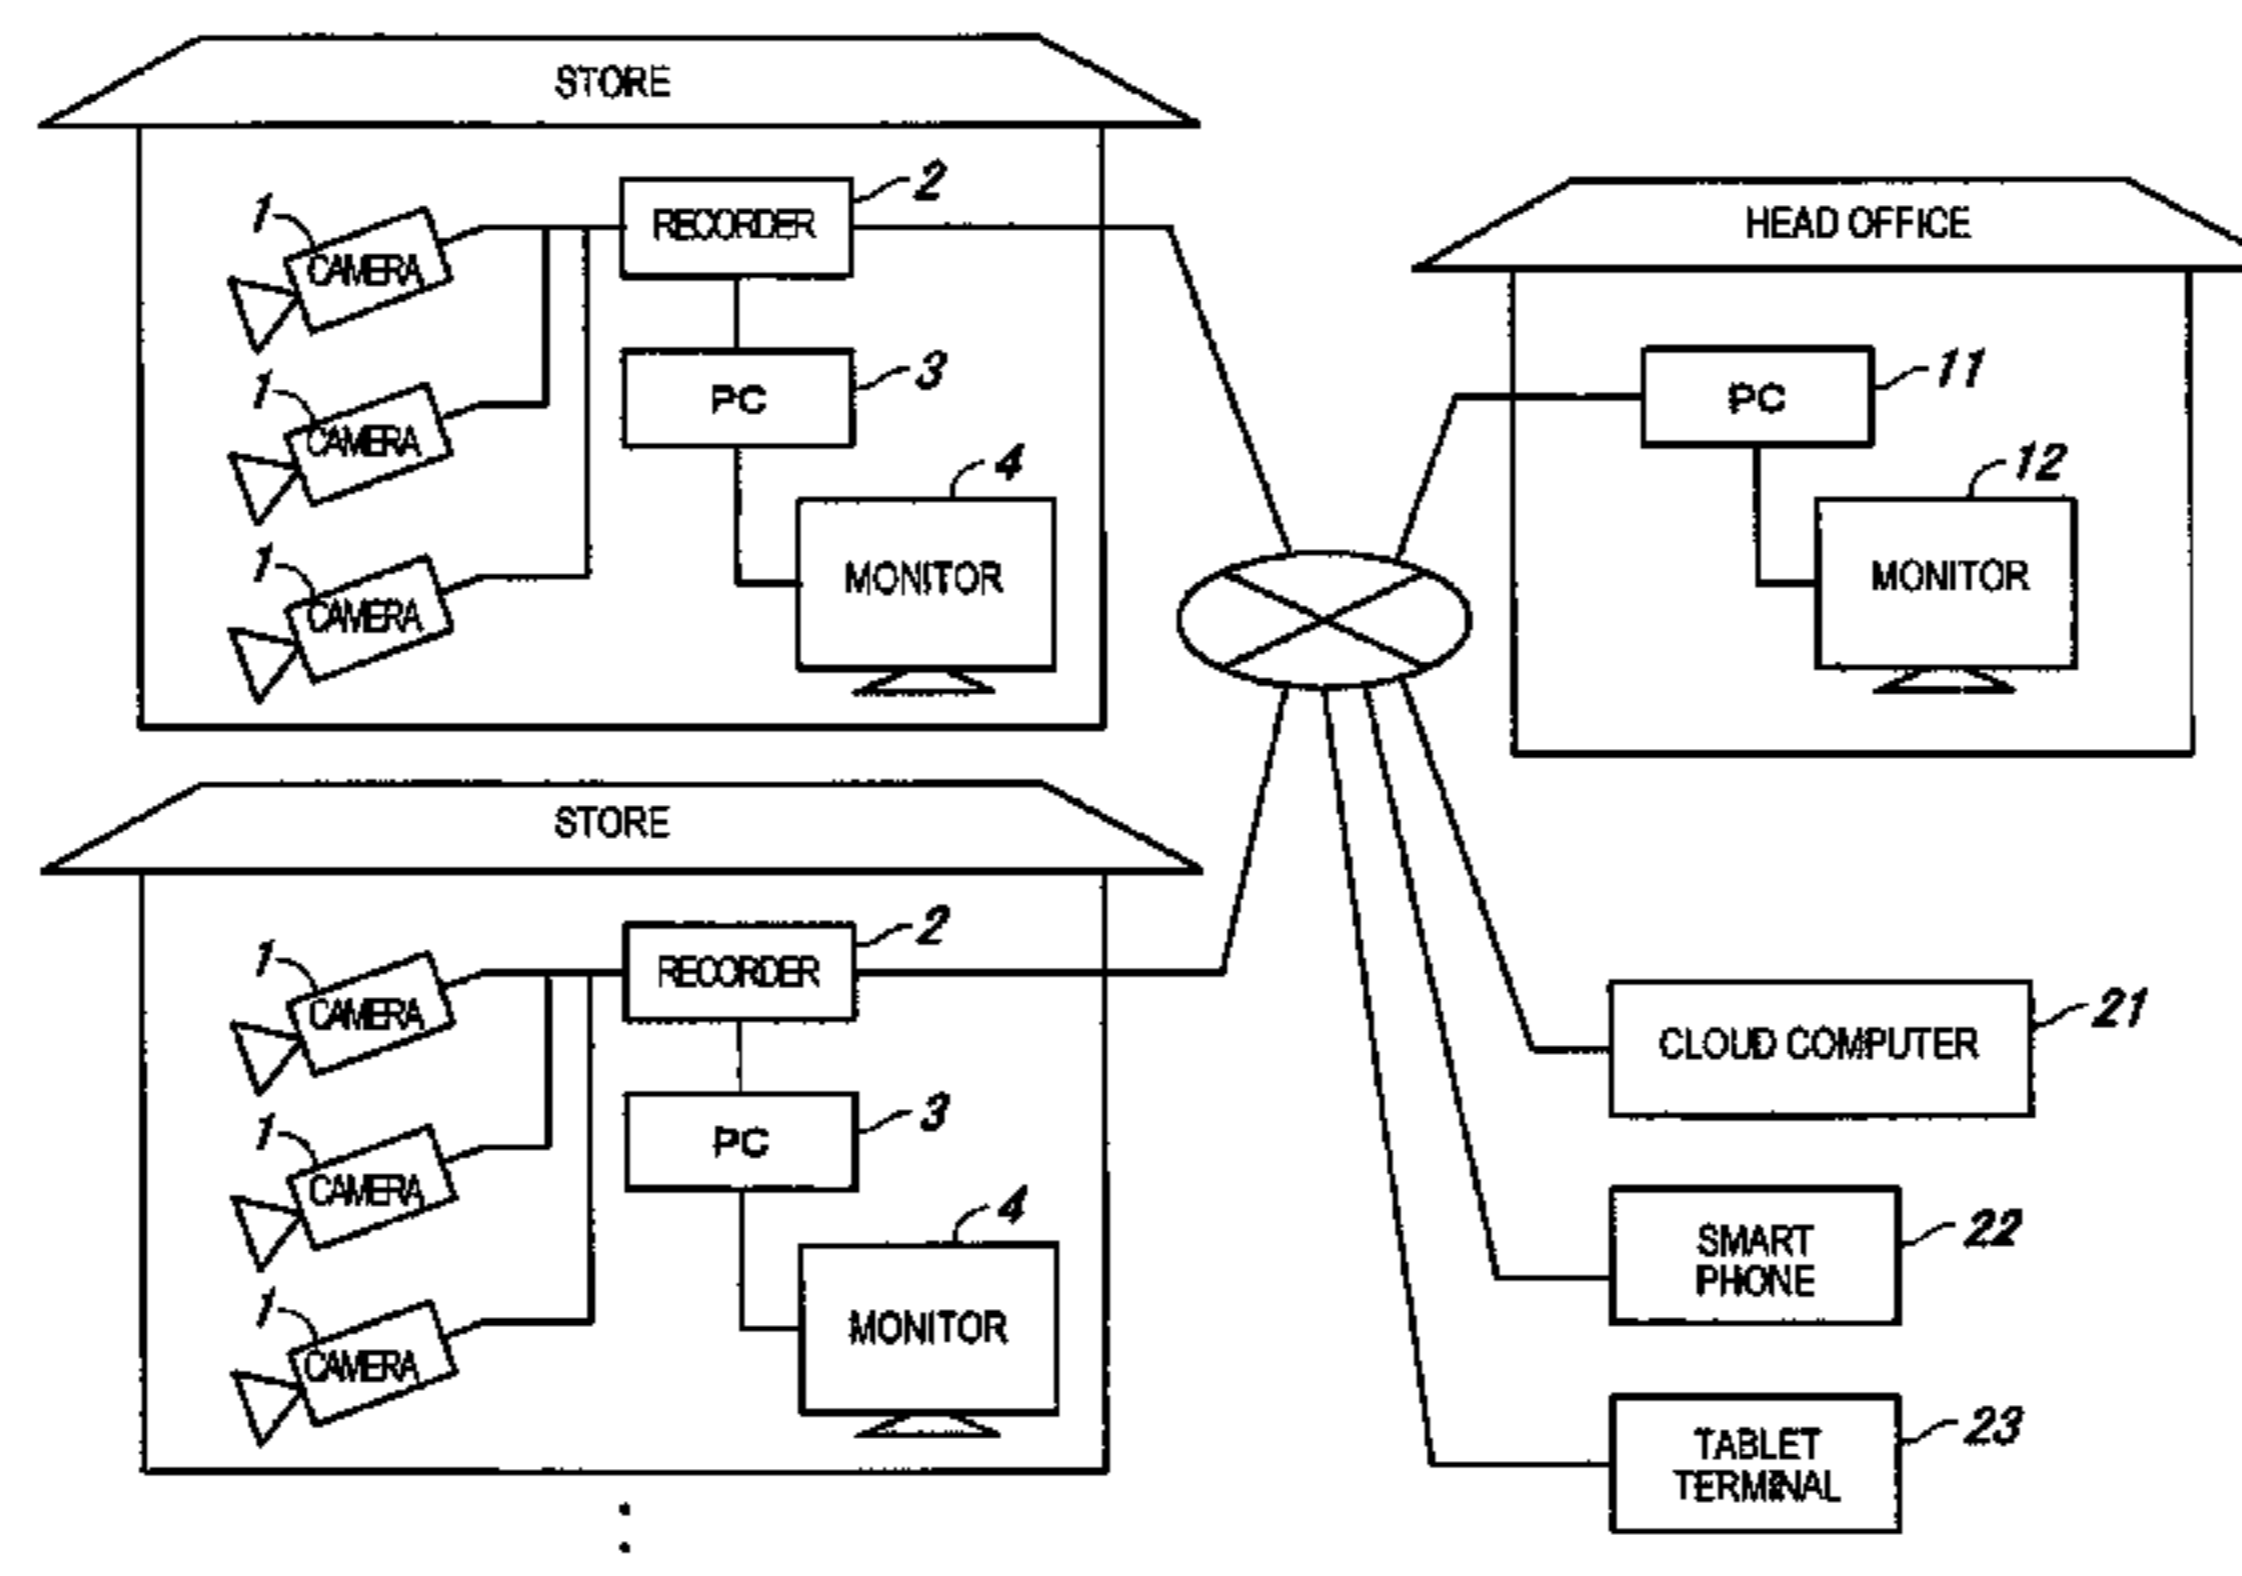 STORE
1
CAMERA
2
RECORDER
1
CAMERA
3
PC
1
CAMERA
4
MONITOR
HEAD OFFICE
11
PC
12
MONITOR
STORE
1
CAMERA
2
RECORDER
1
CAMERA
3
PC
1
CAMERA
4
MONITOR
21
CLOUD COMPUTER
22
SMART
PHONE
23
TABLET
TERMINAL